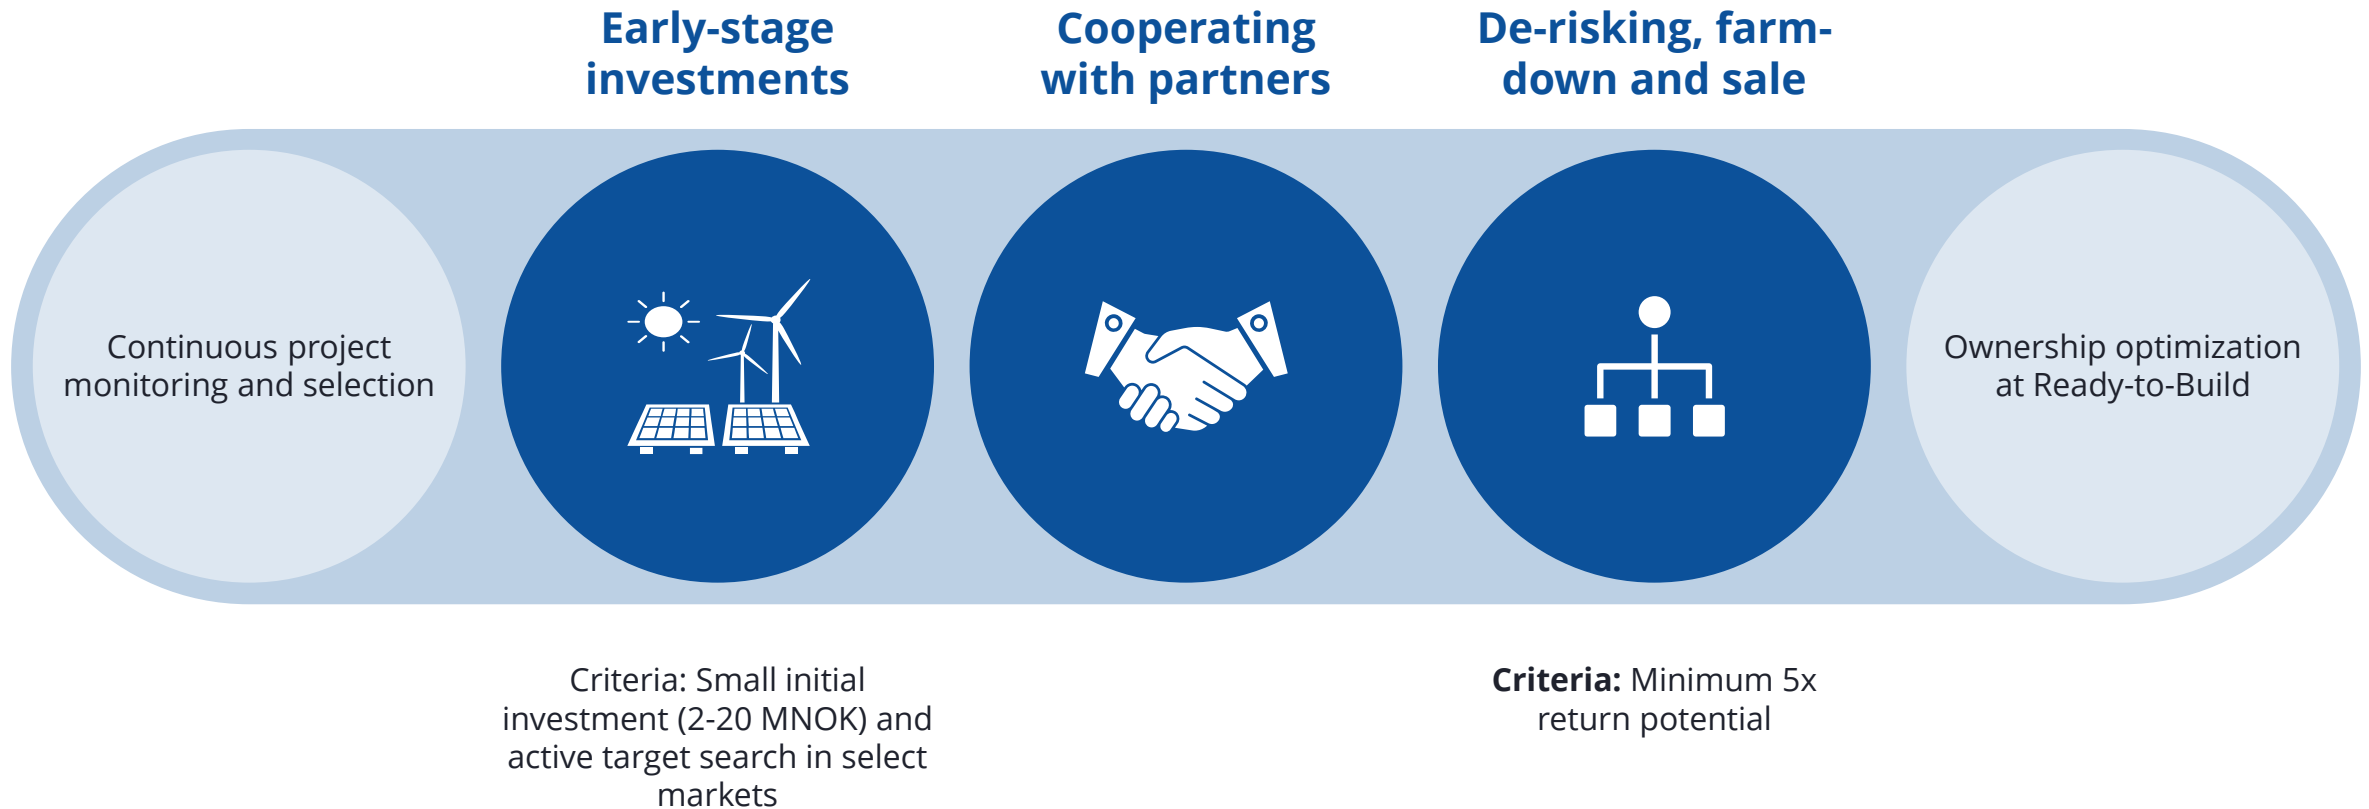 Early-stage
investments
Cooperating
with partners
De-risking, farm-
down and sale
Continuous project
monitoring and selection
Ownership optimization
at Ready-to-Build
Criteria: Small initial
investment (2-20 MNOK) and
active target search in select
markets
Criteria: Minimum 5x
return potential